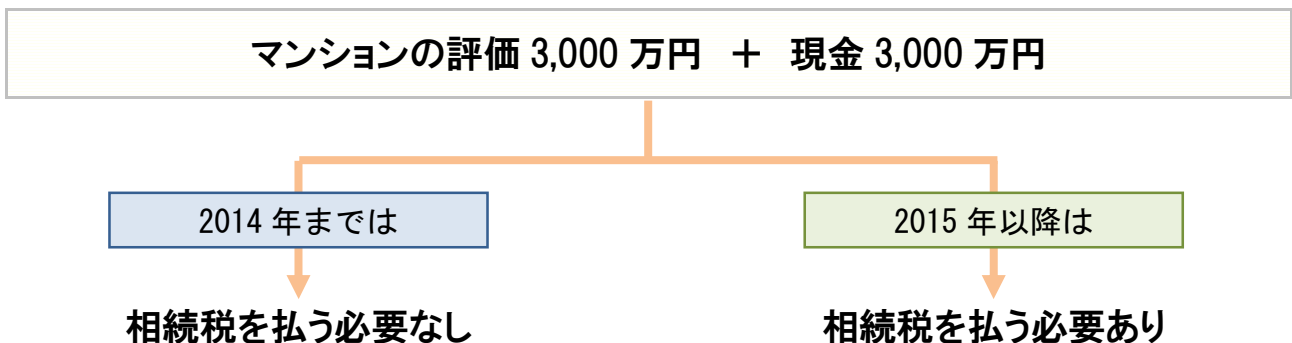 マンションの評価 3,000 万円 ＋ 現金 3,000 万円
2014 年までは
2015 年以降は
相続税を払う必要なし
相続税を払う必要あり